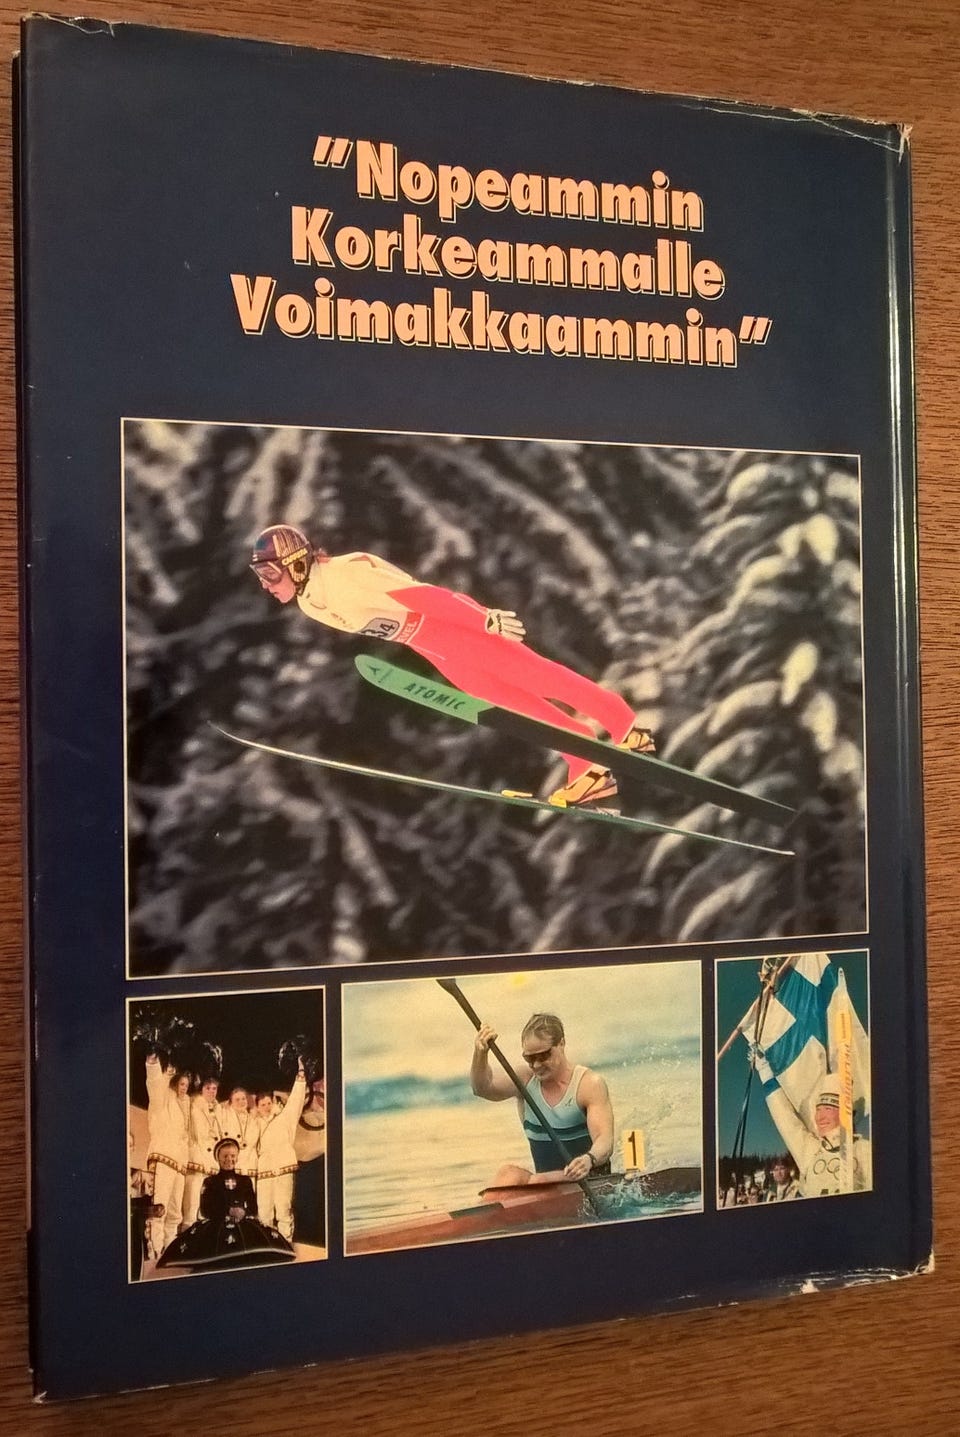 "Nopeammin
Korkeammalle
Voimakkaammin"
ATOMIC
1